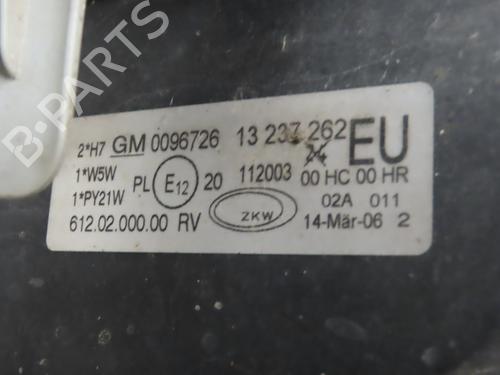 2*H7 GM 0096726 13 237 262 EU
1*W5W PL E12 20 112003 00 HC 00 HR
1*PY21W 02A 011
612.02.000.00 RV ZKW 14-Mär-06 2
B-PARTS